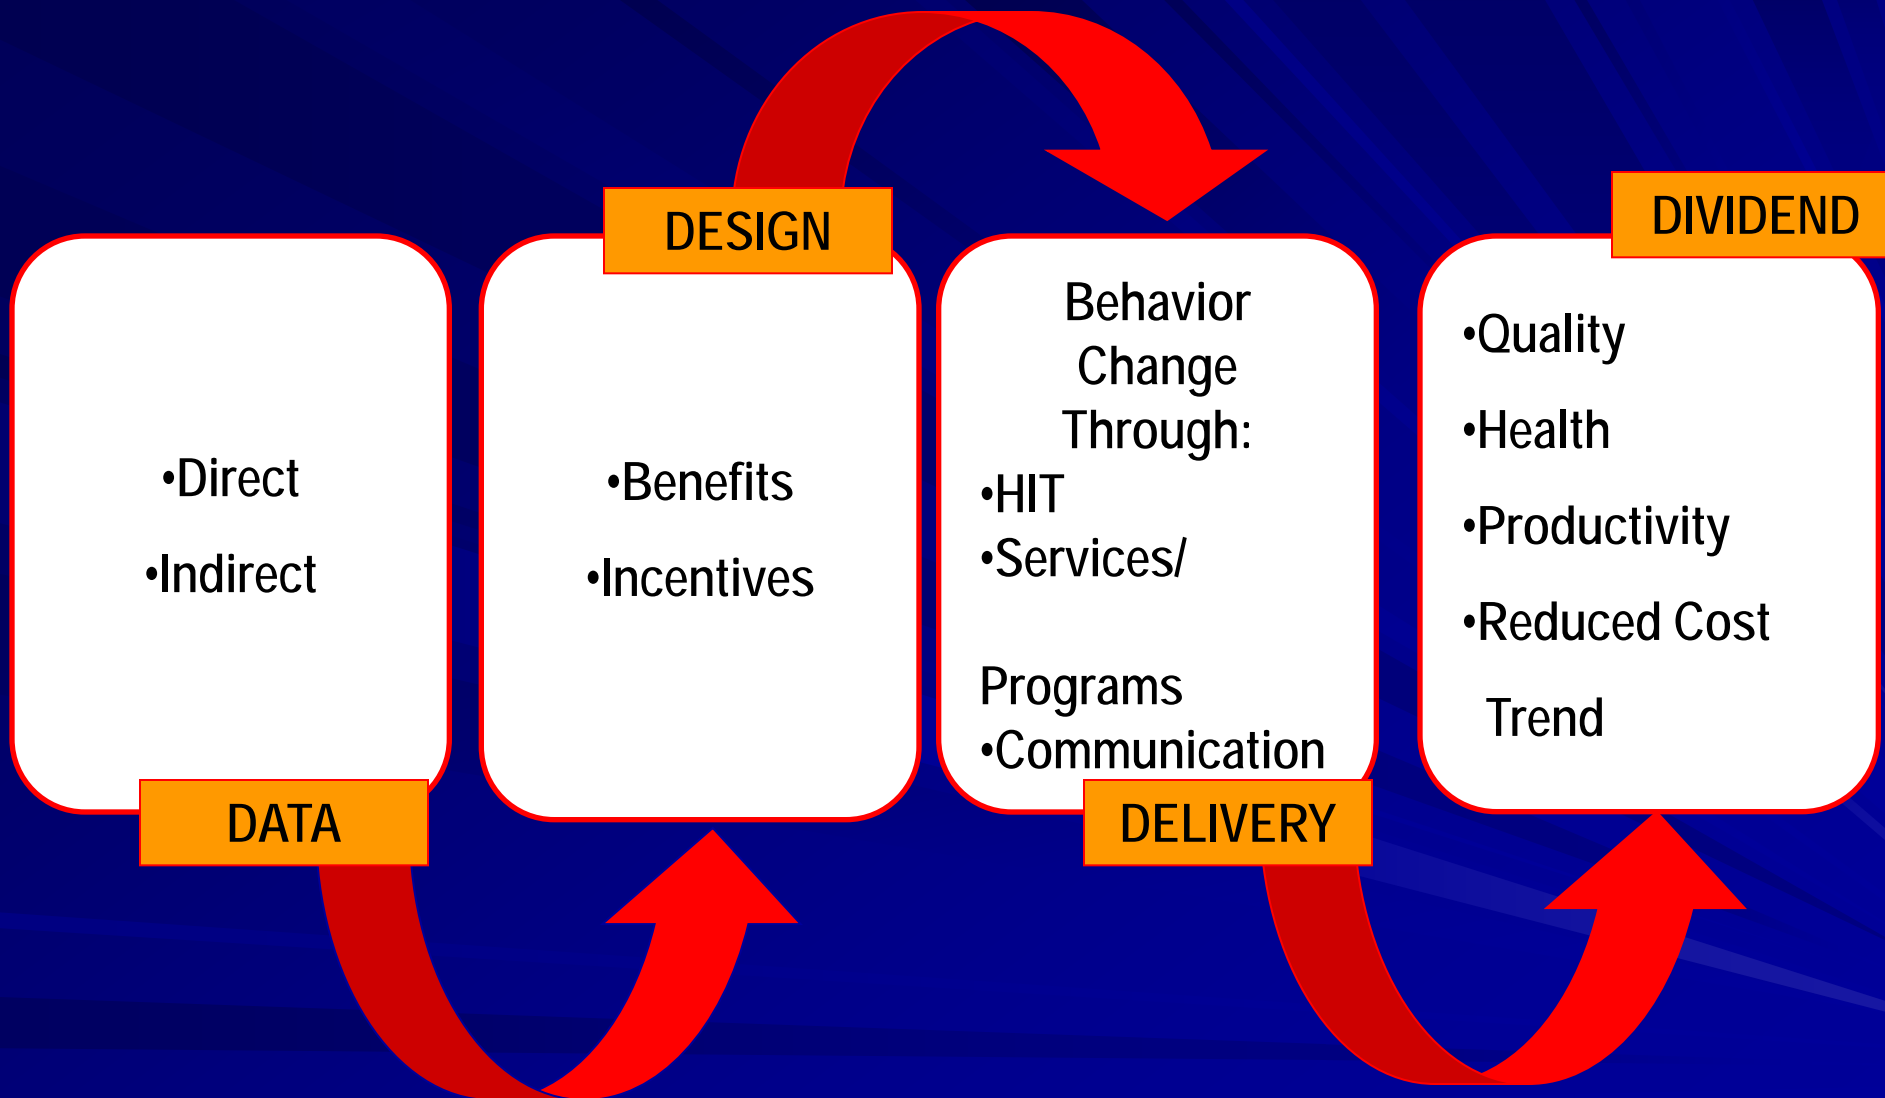 •Direct
•Indirect
DATA
DESIGN
•Benefits
•Incentives
Behavior
Change
Through:
•HIT
•Services/
Programs
•Communication
DELIVERY
DIVIDEND
•Quality
•Health
•Productivity
•Reduced Cost
Trend